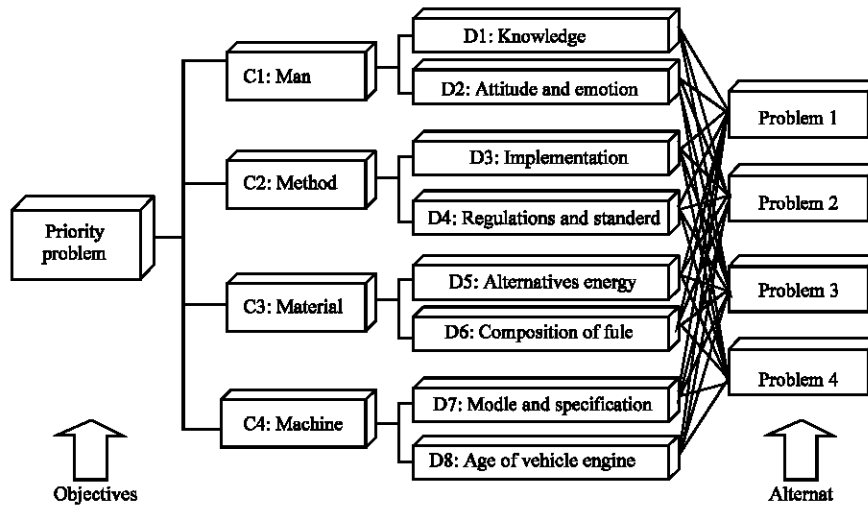 Priority
problem
Objectives
C1: Man
C2: Method
C3: Material
C4: Machine
D1: Knowledge
D2: Attitude and emotion
D3: Implementation
D4: Regulations and standerd
D5: Alternatives energy
D6: Composition of fule
D7: Modle and specification
D8: Age of vehicle engine
Problem 1
Problem 2
Problem 3
Problem 4
Alternat